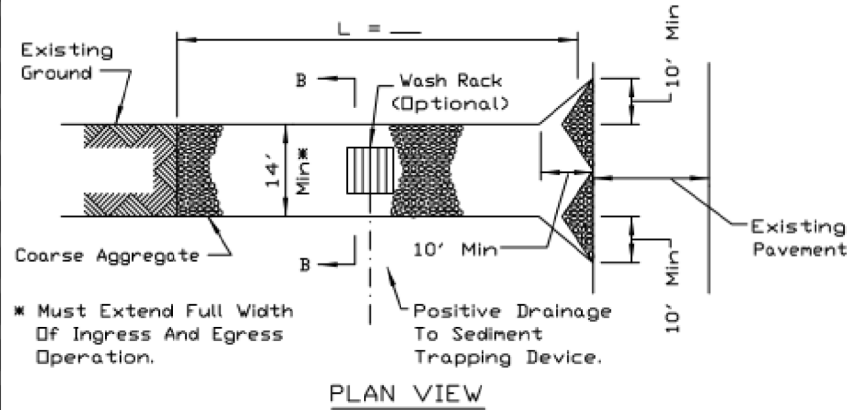 L = __
Existing
Ground
B
Wash Rack
(Optional)
10' Min
14'
Min*
Coarse Aggregate
B
10' Min
10' Min
Existing
Pavement
* Must Extend Full Width
Of Ingress And Egress
Operation.
Positive Drainage
To Sediment
Trapping Device.
PLAN VIEW